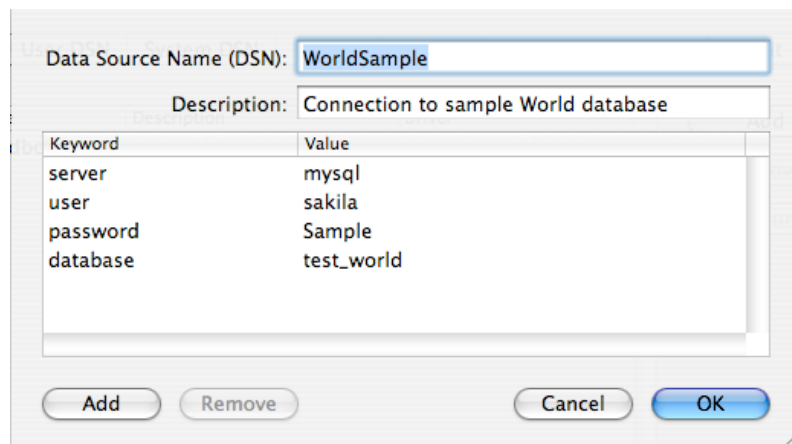 Data Source Name (DSN): WorldSample
Description: Connection to sample World database
Keyword Value
server mysql
user sakila
password Sample
database test_world
Add Remove Cancel OK